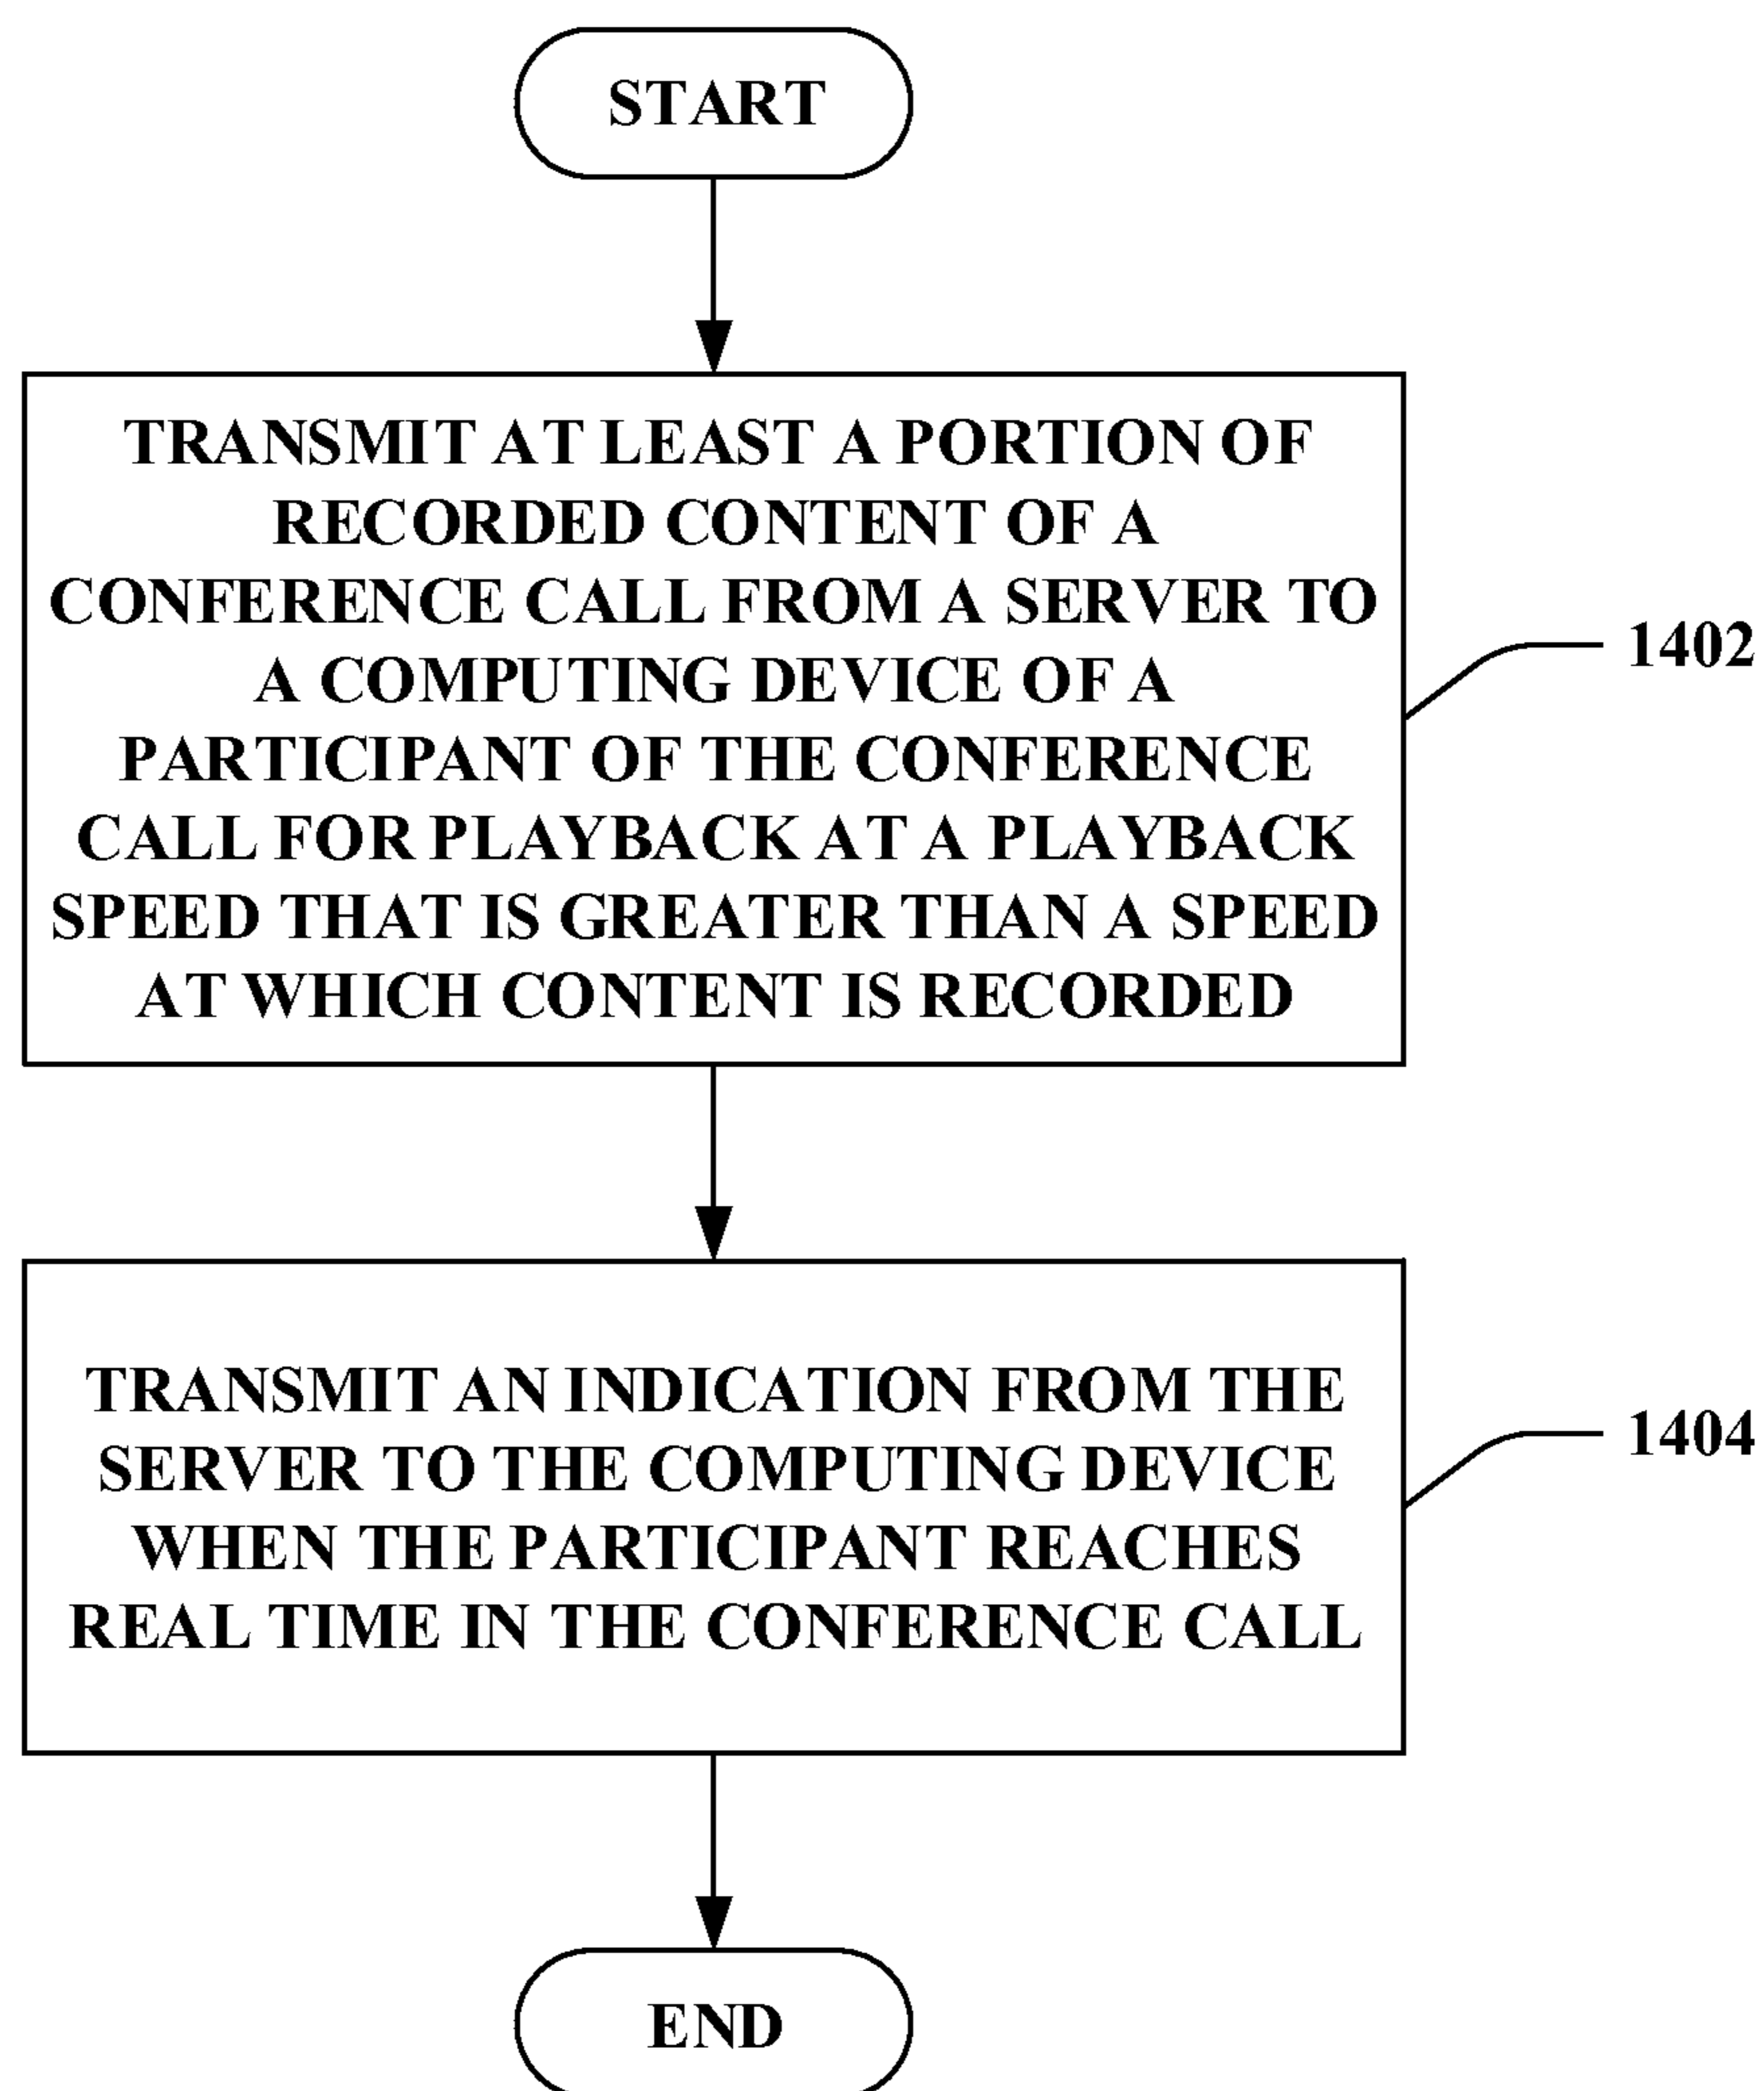 START
TRANSMIT AT LEAST A PORTION OF
RECORDED CONTENT OF A
CONFERENCE CALL FROM A SERVER TO
A COMPUTING DEVICE OF A
PARTICIPANT OF THE CONFERENCE
CALL FOR PLAYBACK AT A PLAYBACK
SPEED THAT IS GREATER THAN A SPEED
AT WHICH CONTENT IS RECORDED
1402
TRANSMIT AN INDICATION FROM THE
SERVER TO THE COMPUTING DEVICE
WHEN THE PARTICIPANT REACHES
REAL TIME IN THE CONFERENCE CALL
1404
END